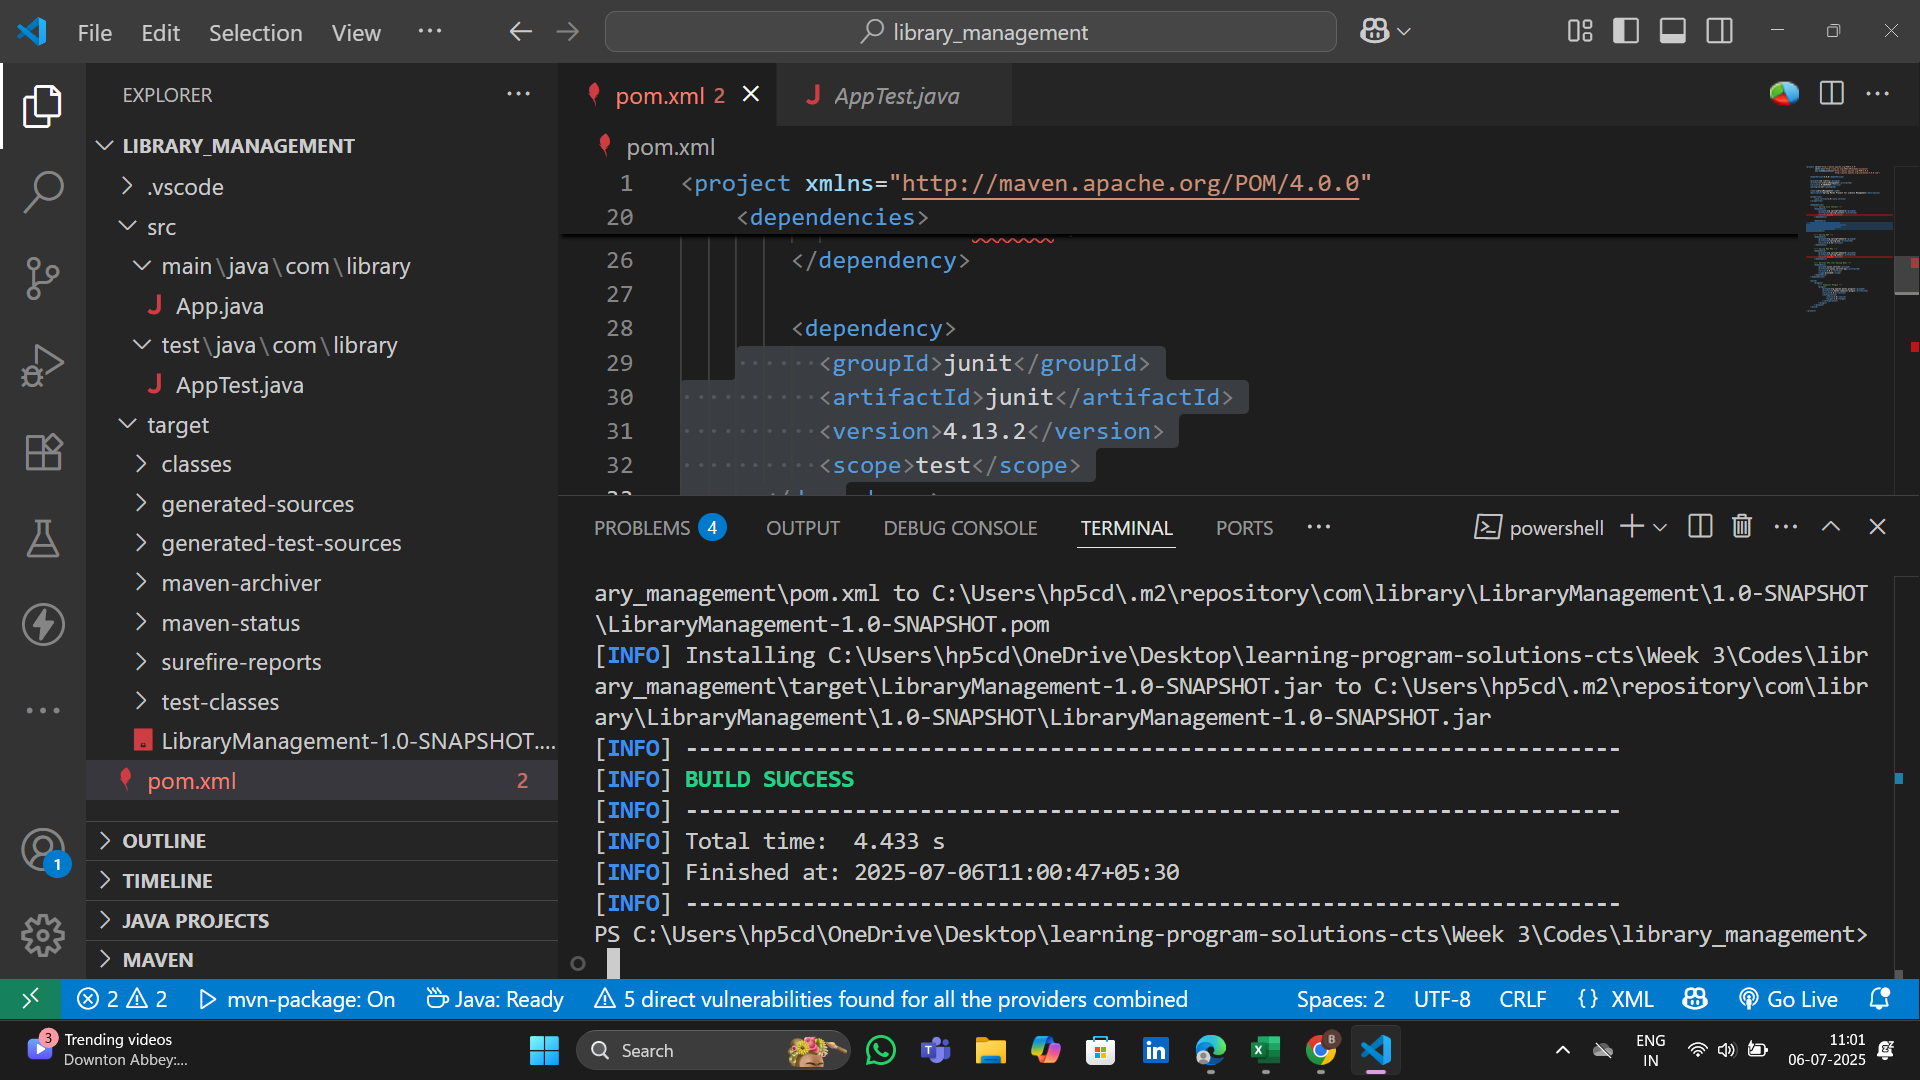 File Edit Selection View ···
library_management
EXPLORER
LIBRARY_MANAGEMENT
.vscode
src
main\java\com\library
App.java
test\java\com\library
AppTest.java
target
classes
generated-sources
generated-test-sources
maven-archiver
maven-status
surefire-reports
test-classes
LibraryManagement-1.0-SNAPSHOT....
pom.xml 2
OUTLINE
TIMELINE
JAVA PROJECTS
MAVEN
1
pom.xml 2
AppTest.java
pom.xml
1 <project xmlns="http://maven.apache.org/POM/4.0.0"
20 <dependencies>
26 </dependency>
27
28 <dependency>
29 <groupId>junit</groupId>
30 <artifactId>junit</artifactId>
31 <version>4.13.2</version>
32 <scope>test</scope>
PROBLEMS 4 OUTPUT DEBUG CONSOLE TERMINAL PORTS ···
powershell
ary_management\pom.xml to C:\Users\hp5cd\.m2\repository\com\library\LibraryManagement\1.0-SNAPSHOT
\LibraryManagement-1.0-SNAPSHOT.pom
[INFO] Installing C:\Users\hp5cd\OneDrive\Desktop\learning-program-solutions-cts\Week 3\Codes\libr
ary_management\target\LibraryManagement-1.0-SNAPSHOT.jar to C:\Users\hp5cd\.m2\repository\com\libr
ary\LibraryManagement\1.0-SNAPSHOT\LibraryManagement-1.0-SNAPSHOT.jar
[INFO] ------------------------------------------------------------------------
[INFO] BUILD SUCCESS
[INFO] ------------------------------------------------------------------------
[INFO] Total time:  4.433 s
[INFO] Finished at: 2025-07-06T11:00:47+05:30
[INFO] ------------------------------------------------------------------------
PS C:\Users\hp5cd\OneDrive\Desktop\learning-program-solutions-cts\Week 3\Codes\library_management>
2 2 mvn-package: On Java: Ready 5 direct vulnerabilities found for all the providers combined
Spaces: 2 UTF-8 CRLF {} XML Go Live
3
Trending videos
Downton Abbey:...
Search
B
ENG
IN
11:01
06-07-2025